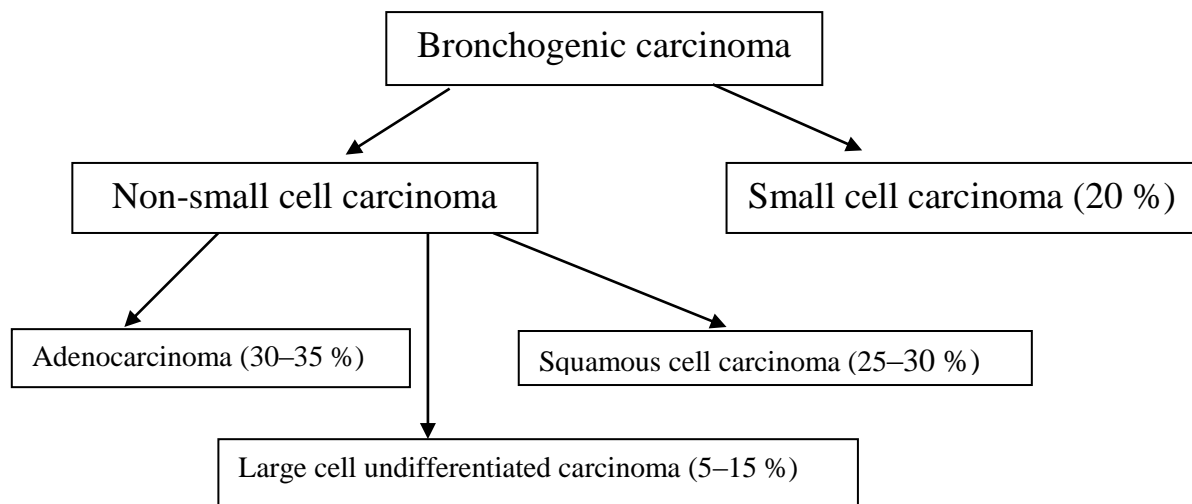 Bronchogenic carcinoma
Non-small cell carcinoma
Small cell carcinoma (20 %)
Adenocarcinoma (30–35 %)
Squamous cell carcinoma (25–30 %)
Large cell undifferentiated carcinoma (5–15 %)